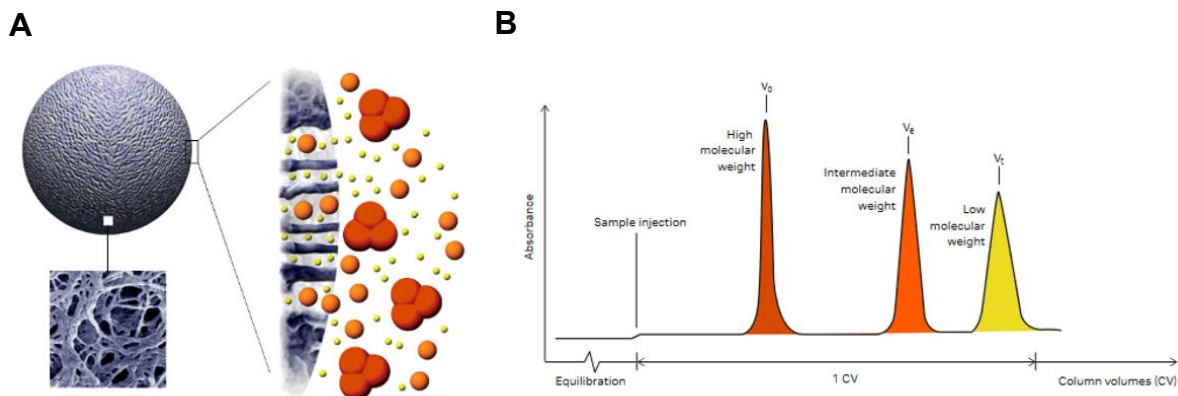 A
B
V₀
High
molecular
weight
Vₑ
Intermediate
molecular
weight
Vₜ
Low
molecular
weight
Sample injection
Absorbance
Equilibration
1 CV
Column volumes (CV)